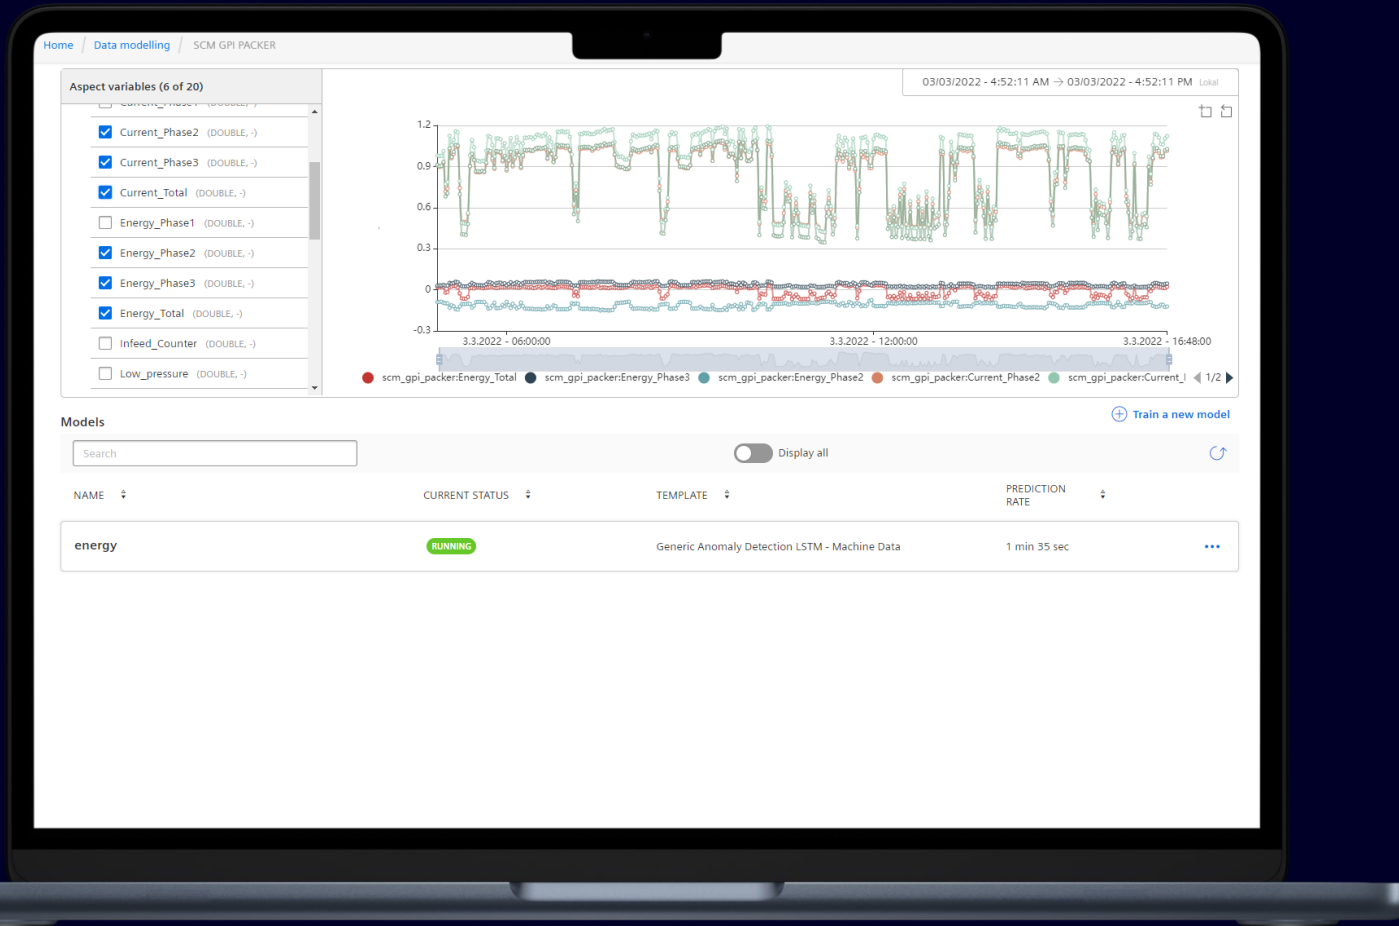 Home / Data modelling / SCM GPI PACKER
Aspect variables (6 of 20)
03/03/2022 - 4:52:11 AM → 03/03/2022 - 4:52:11 PM Lokal
Current_Phase1 (DOUBLE, -)
Current_Phase2 (DOUBLE, -)
Current_Phase3 (DOUBLE, -)
Current_Total (DOUBLE, -)
Energy_Phase1 (DOUBLE, -)
Energy_Phase2 (DOUBLE, -)
Energy_Phase3 (DOUBLE, -)
Energy_Total (DOUBLE, -)
Infeed_Counter (DOUBLE, -)
Low_pressure (DOUBLE, -)
1.2
0.9
0.6
0.3
0
-0.3
3.3.2022 - 06:00:00
3.3.2022 - 12:00:00
3.3.2022 - 16:48:00
scm_gpi_packer:Energy_Total
scm_gpi_packer:Energy_Phase3
scm_gpi_packer:Energy_Phase2
scm_gpi_packer:Current_Phase2
scm_gpi_packer:Current_
1/2
Models
Train a new model
Search
Display all
NAME
CURRENT STATUS
TEMPLATE
PREDICTION
RATE
energy
RUNNING
Generic Anomaly Detection LSTM - Machine Data
1 min 35 sec